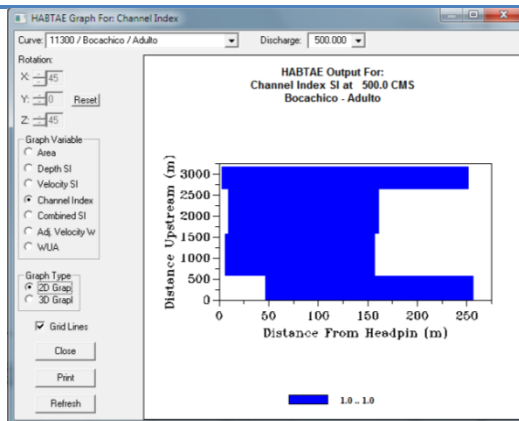 HABTAE Graph For: Channel Index
Curve: 11300 / Bocachico / Adulto
Discharge: 500.000
Rotation:
X: 45
Y: 0 Reset
Z: 45
Graph Variable
Area
Depth SI
Velocity SI
Channel Index
Combined SI
Adj. Velocity W
WUA
Graph Type
2D Grap
3D Grapl
Grid Lines
Close
Print
Refresh
HABTAE Output For:
Channel Index SI at 500.0 CMS
Bocachico - Adulto
Distance Upstream (m)
3000
2500
2000
1500
1000
500
0
0 50 100 150 200 250
Distance From Headpin (m)
1.0 .. 1.0